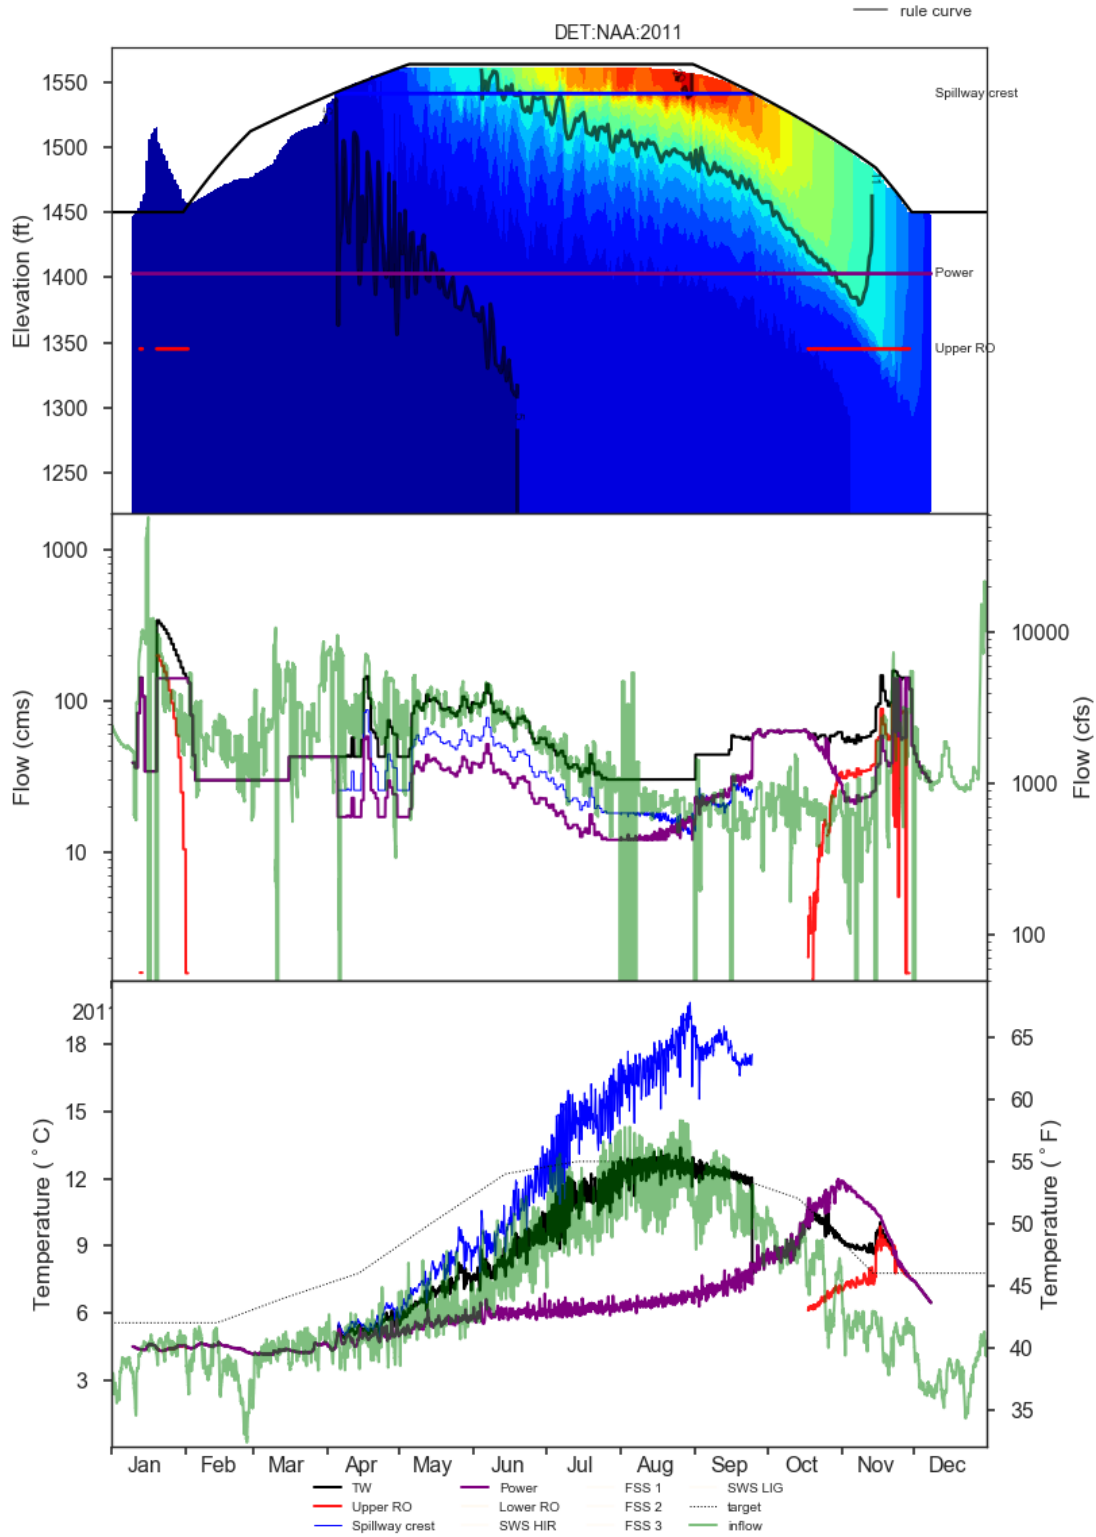 rule curve
DET:NAA:2011
1550
1500
1450
1400
1350
1300
1250
Elevation (ft)
Spillway crest
Power
Upper RO
1000
100
10
Flow (cms)
10000
1000
100
Flow (cfs)
201
18
15
12
9
6
3
Temperature (˚C)
65
60
55
50
45
40
35
Temperature (˚F)
Jan Feb Mar Apr May Jun Jul Aug Sep Oct Nov Dec
TW Power FSS 1 SWS LIG
Upper RO Lower RO FSS 2 target
Spillway crest SWS HIR FSS 3 inflow